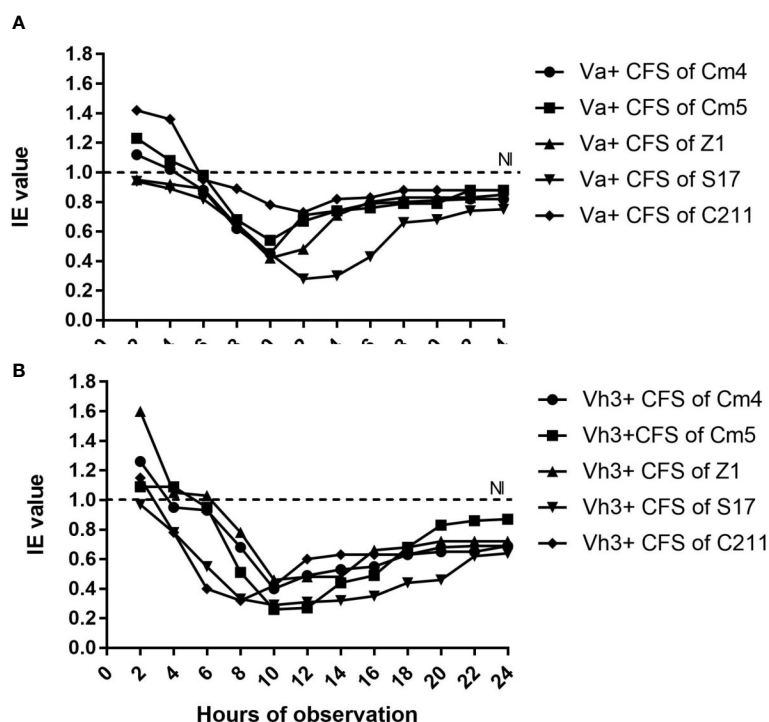 A
1.8
1.6
1.4
1.2
1.0
0.8
0.6
0.4
0.2
0.0
IE value
NI
Va+ CFS of Cm4
Va+ CFS of Cm5
Va+ CFS of Z1
Va+ CFS of S17
Va+ CFS of C211
B
1.8
1.6
1.4
1.2
1.0
0.8
0.6
0.4
0.2
0.0
IE value
NI
Vh3+ CFS of Cm4
Vh3+CFS of Cm5
Vh3+ CFS of Z1
Vh3+ CFS of S17
Vh3+ CFS of C211
0 2 4 6 8 10 12 14 16 18 20 22 24
Hours of observation